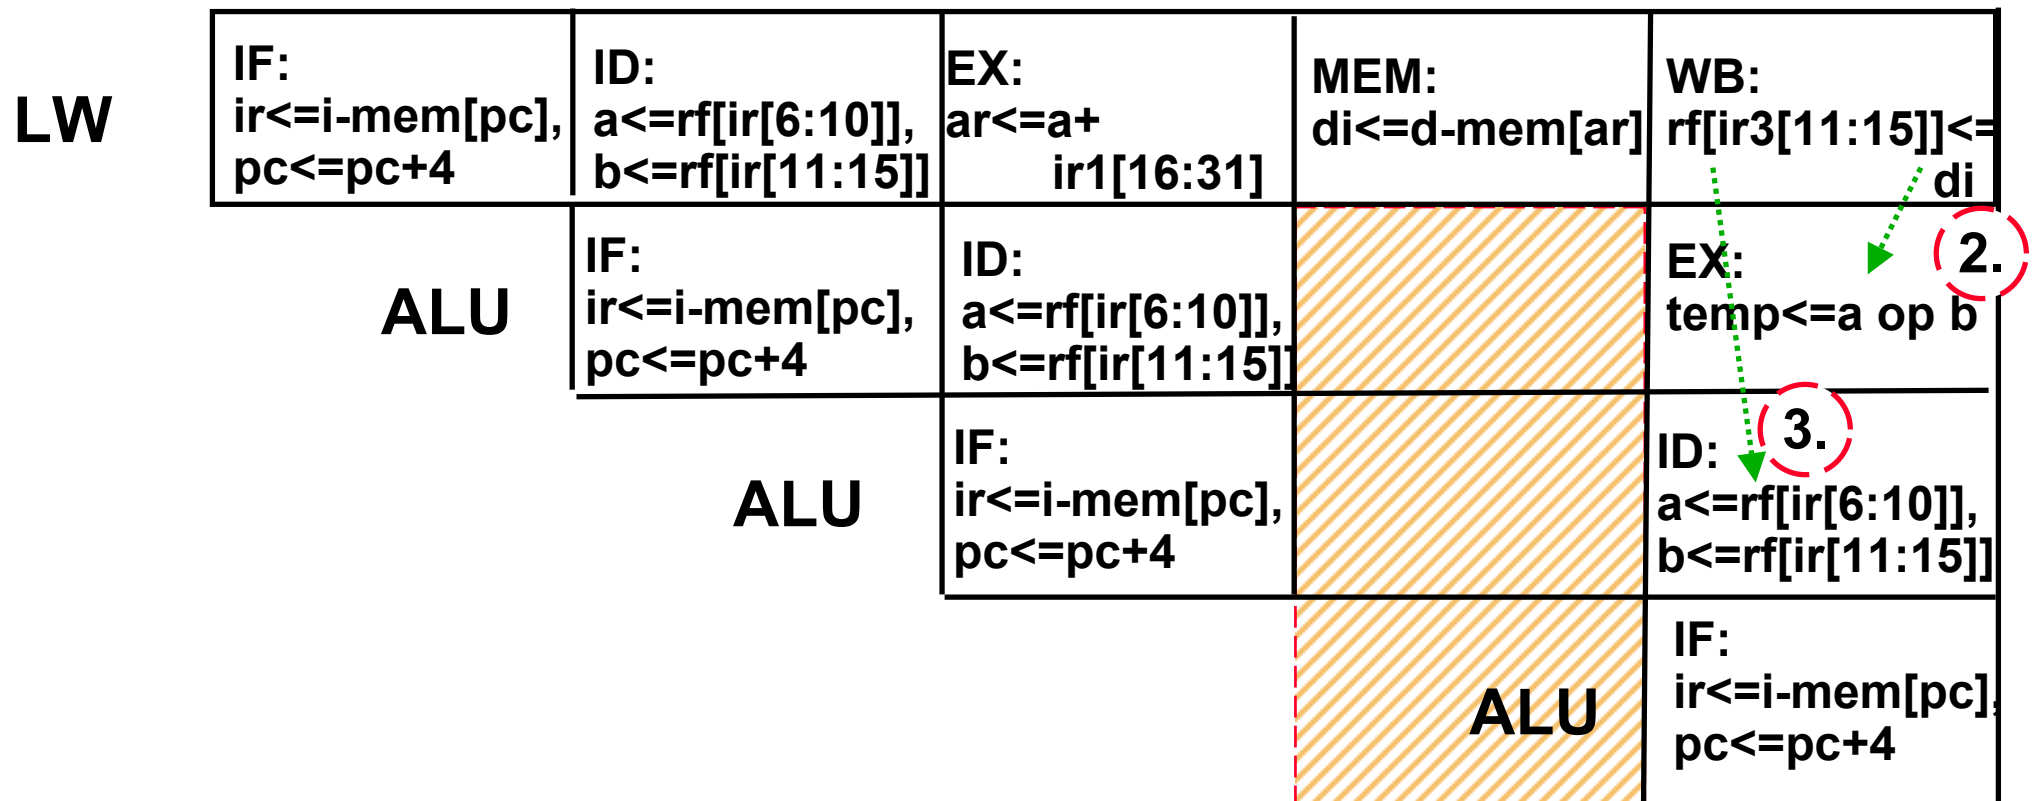 LW
IF:
ir<=i-mem[pc],
pc<=pc+4
ID:
a<=rf[ir[6:10]],
b<=rf[ir[11:15]]
EX:
ar<=a+
ir1[16:31]
MEM:
di<=d-mem[ar]
WB:
rf[ir3[11:15]]<=
di
ALU
IF:
ir<=i-mem[pc],
pc<=pc+4
ID:
a<=rf[ir[6:10]],
b<=rf[ir[11:15]]
EX:
temp<=a op b
2.
ALU
IF:
ir<=i-mem[pc],
pc<=pc+4
ID:
a<=rf[ir[6:10]],
b<=rf[ir[11:15]]
3.
ALU
IF:
ir<=i-mem[pc],
pc<=pc+4